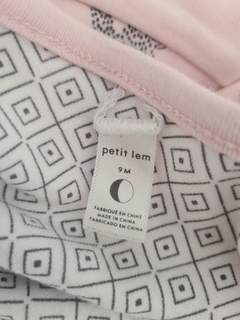 petit lem
9M
FABRIQUÉ EN CHINE
MADE IN CHINA
FABRICADO EN CHINA